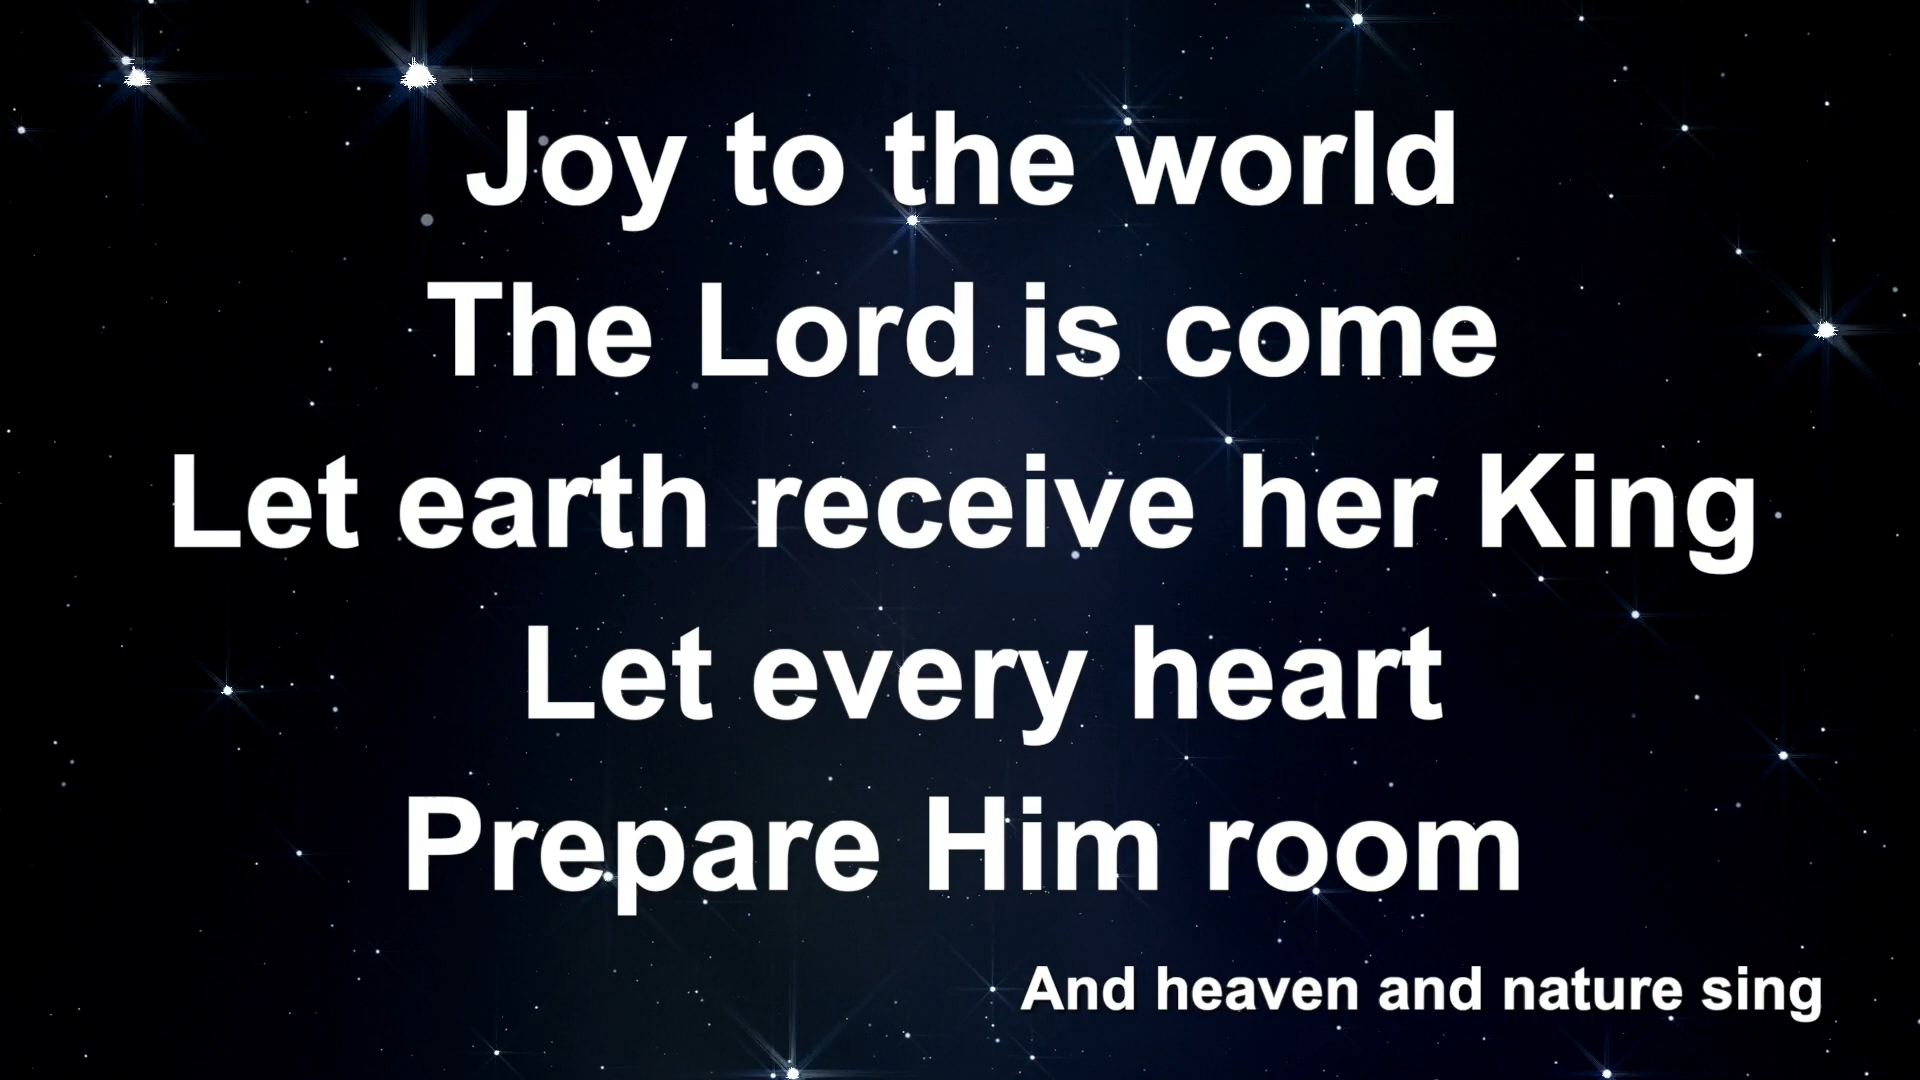 Joy to the world
The Lord is come
Let earth receive her King
Let every heart
Prepare Him room
And heaven and nature sing